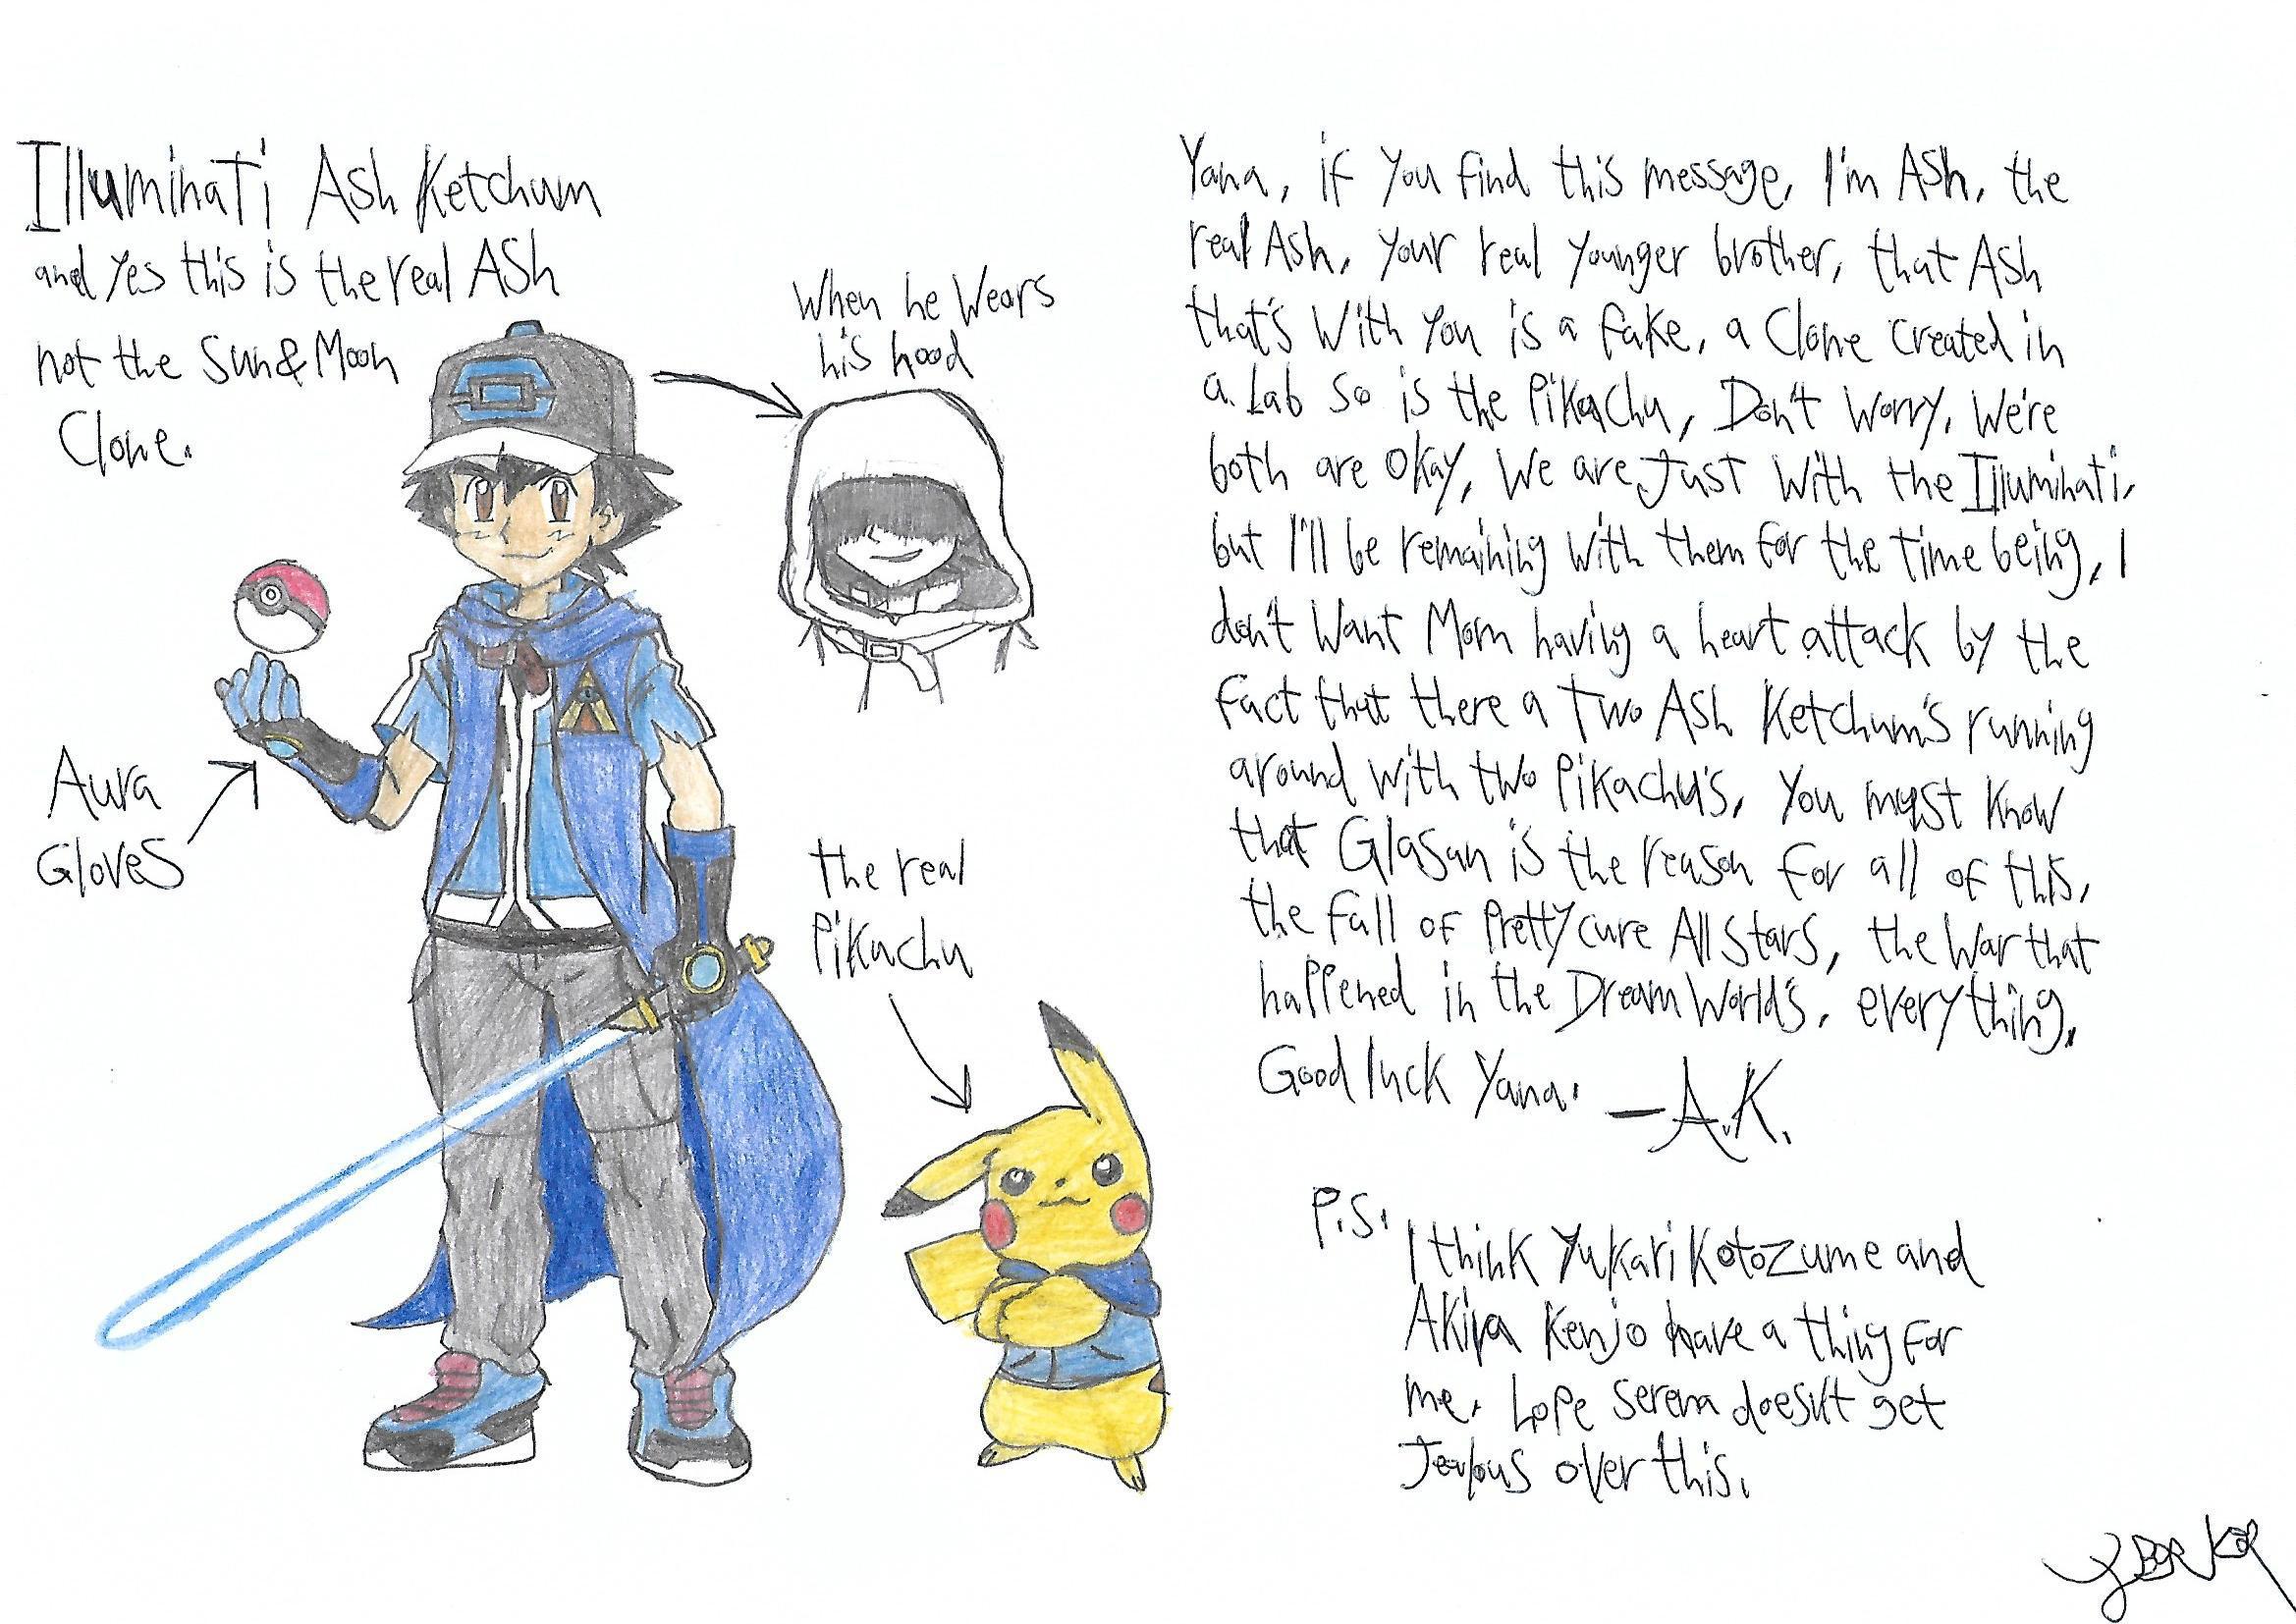 Illuminati Ash Ketchum
and yes this is the real Ash
not the Sun & Moon
Clone.
When he wears
his hood
Aura
Gloves
the real
Pikachu
Yana, if you find this message, I'm Ash, the
real Ash, your real younger brother, that Ash
that's with you is a fake, a Clone created in
a Lab so is the Pikachu, Don't worry, we're
both are okay, we are Just with the Illuminati,
but I'll be remaining with them for the time being, I
don't want Mom having a heart attack by the
fact that there a two Ash Ketchum's running
around with two Pikachu's, you must know
that Glasan is the reason for all of this,
the fall of Pretty cure All Stars, the war that
happened in the Dream World's, everything,
Good luck Yana. —A.K.
P.S.
I think Yukari Kotozume and
Akira Kenjo have a thing for
me, hope Serena doesn't get
Jealous over this.